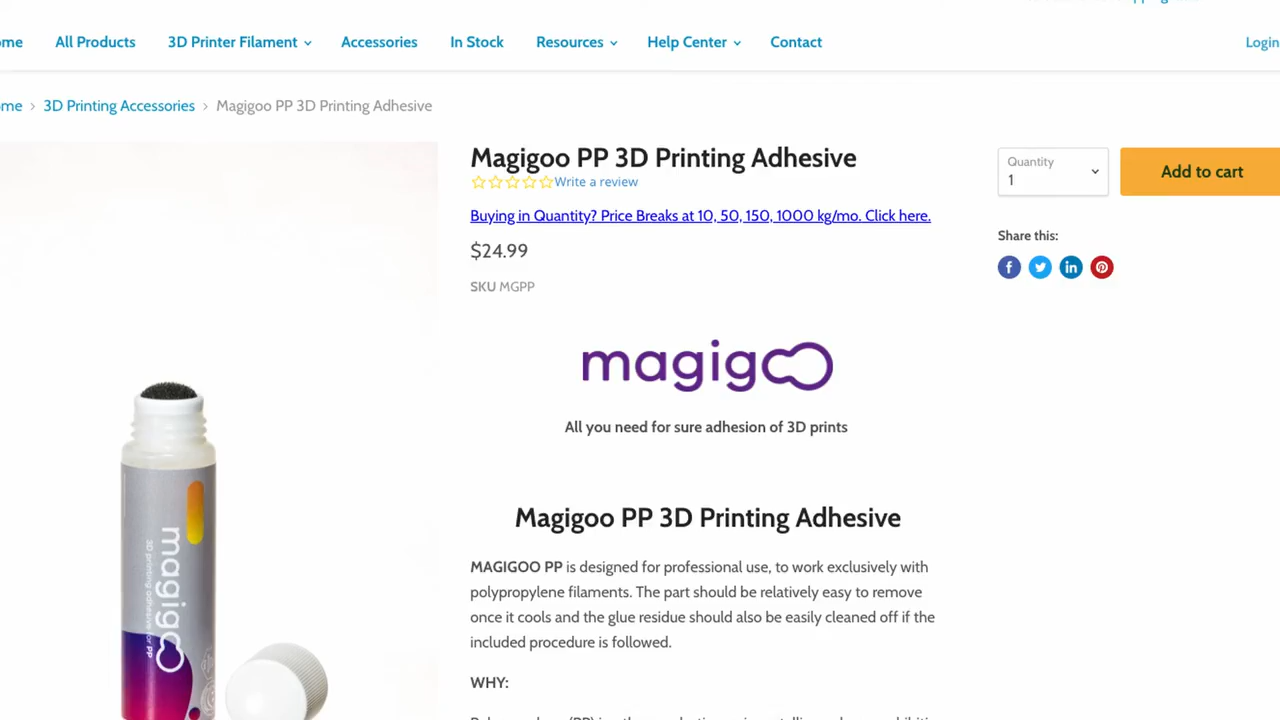 ome All Products 3D Printer Filament Accessories In Stock Resources Help Center Contact Login
ome > 3D Printing Accessories > Magigoo PP 3D Printing Adhesive
Magigoo PP 3D Printing Adhesive
Write a review
Buying in Quantity? Price Breaks at 10, 50, 150, 1000 kg/mo. Click here.
$24.99
SKU MGPP
Quantity
1
Add to cart
Share this:
magigoo
All you need for sure adhesion of 3D prints
Magigoo PP 3D Printing Adhesive
MAGIGOO PP is designed for professional use, to work exclusively with
polypropylene filaments. The part should be relatively easy to remove
once it cools and the glue residue should also be easily cleaned off if the
included procedure is followed.
WHY:
magigoo
3D printing adhesive for PP